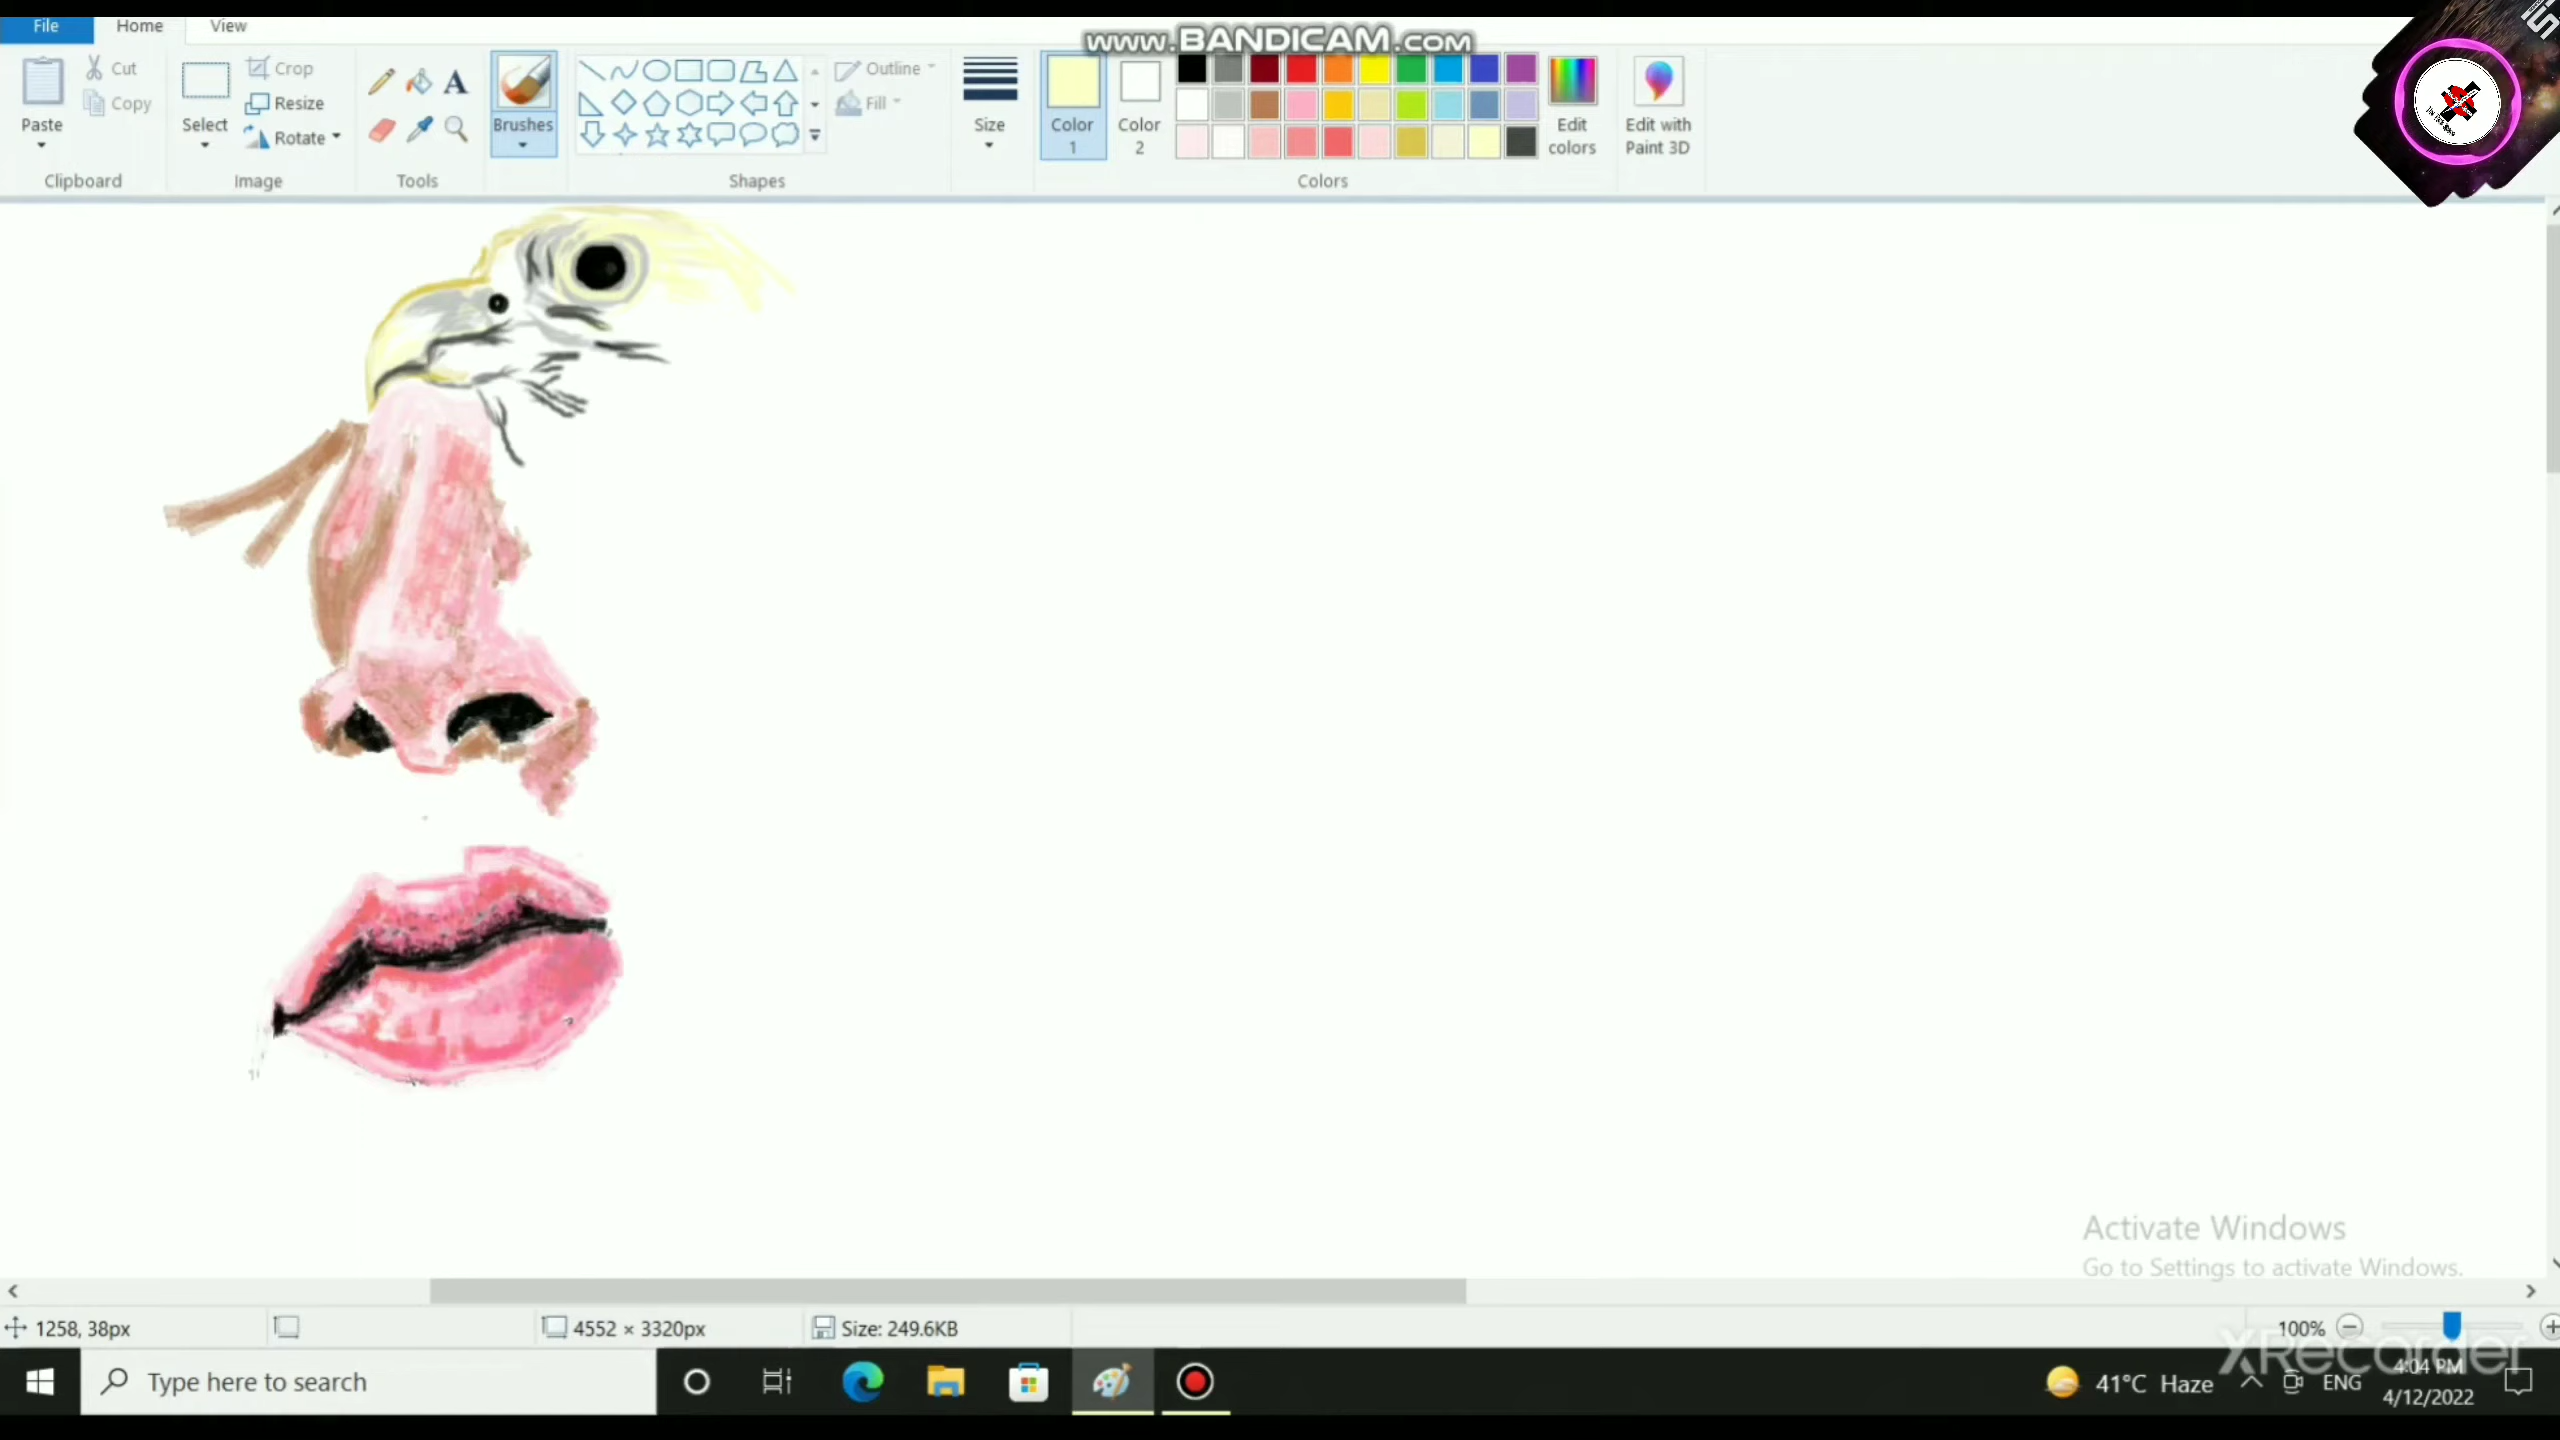 File Home View
www.BANDICAM.com
Paste
Cut
Copy
Clipboard
Select
Crop
Resize
Rotate
Image
Tools
Brushes
Shapes
Outline
Fill
Size
Color 1
Color 2
Colors
Edit colors
Edit with Paint 3D
Activate Windows
Go to Settings to activate Windows.
1258, 38px 4552 × 3320px Size: 249.6KB 100%
XRecorder
Type here to search
41°C Haze ENG
4:04 PM
4/12/2022